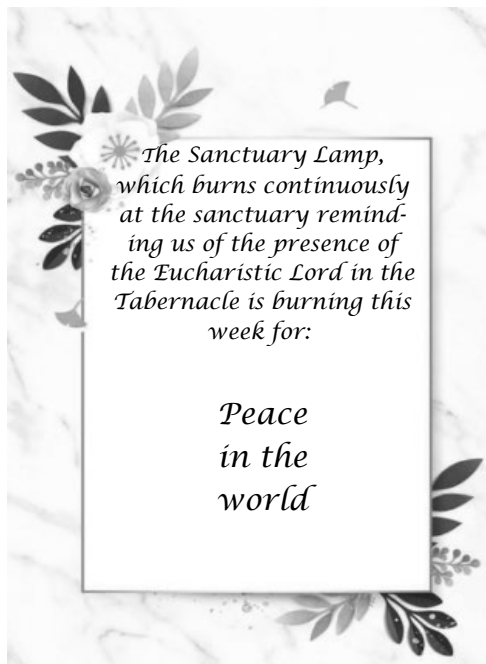 The Sanctuary Lamp,
which burns continuously
at the sanctuary remind-
ing us of the presence of
the Eucharistic Lord in the
Tabernacle is burning this
week for:
Peace
in the
world